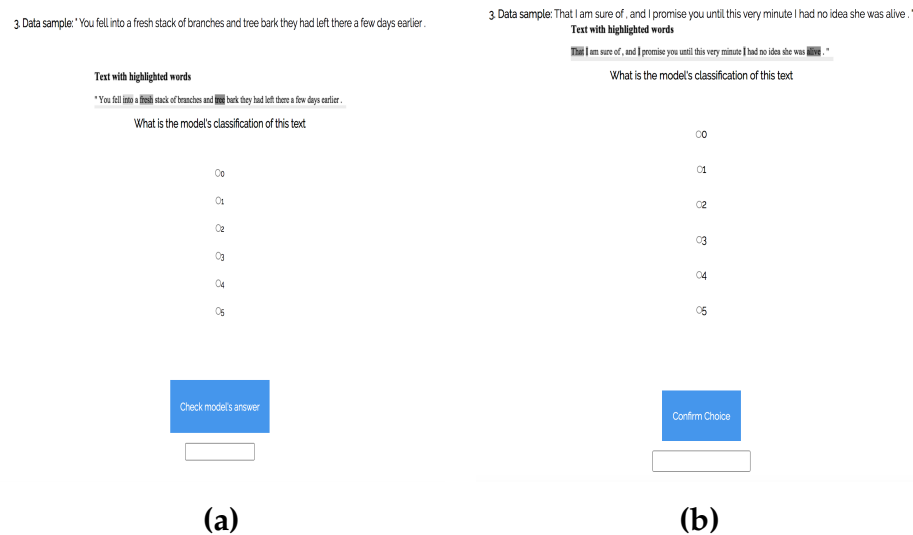 3. Data sample: " You fell into a fresh stack of branches and tree bark they had left there a few days earlier .
Text with highlighted words
" You fell into a fresh stack of branches and tree bark they had left there a few days earlier .
What is the model's classification of this text
0
1
2
3
4
5
Check model's answer
(a)
3. Data sample: That I am sure of , and I promise you until this very minute I had no idea she was alive . "
Text with highlighted words
That I am sure of , and I promise you until this very minute I had no idea she was alive . "
What is the model's classification of this text
0
1
2
3
4
5
Confirm Choice
(b)